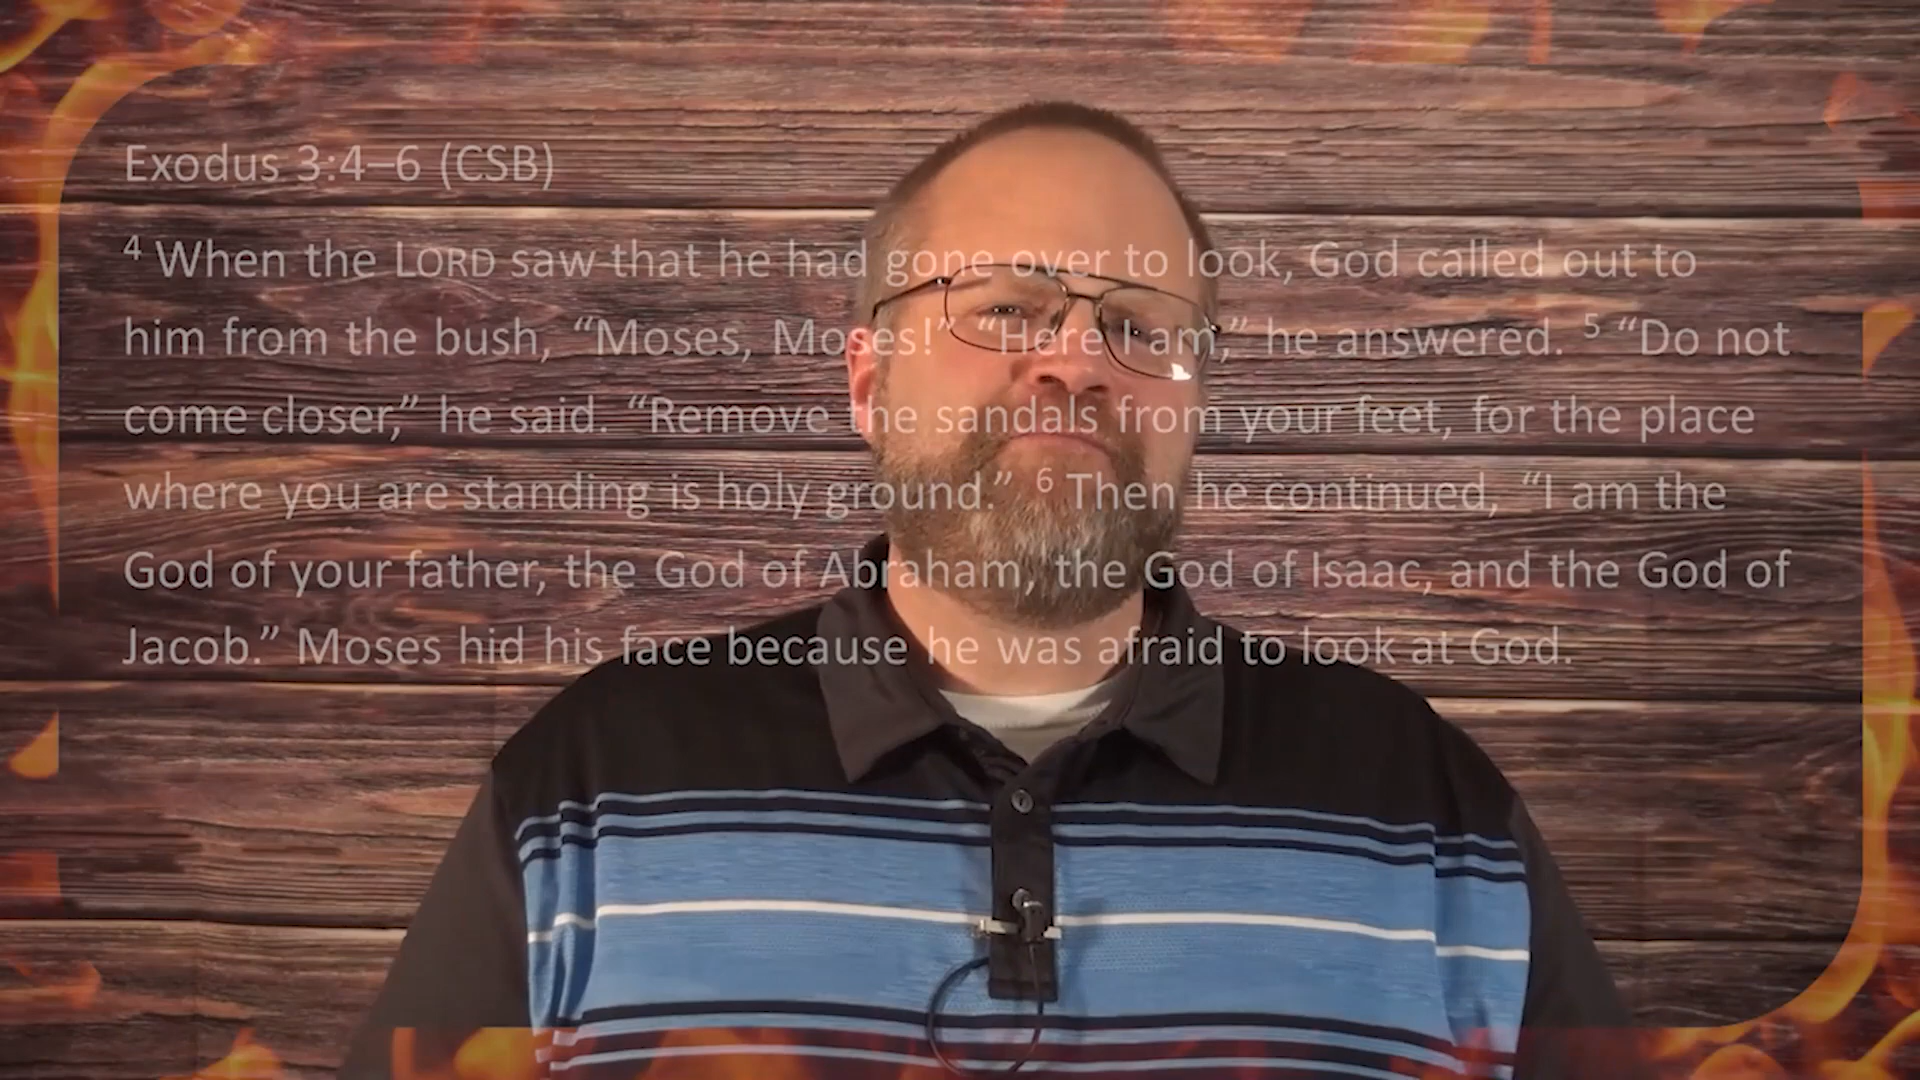 Exodus 3:4–6 (CSB)
4 When the LORD saw that he had gone over to look, God called out to
him from the bush, “Moses, Moses!” “Here I am,” he answered. 5 “Do not
come closer,” he said. “Remove the sandals from your feet, for the place
where you are standing is holy ground.” 6 Then he continued, “I am the
God of your father, the God of Abraham, the God of Isaac, and the God of
Jacob.” Moses hid his face because he was afraid to look at God.